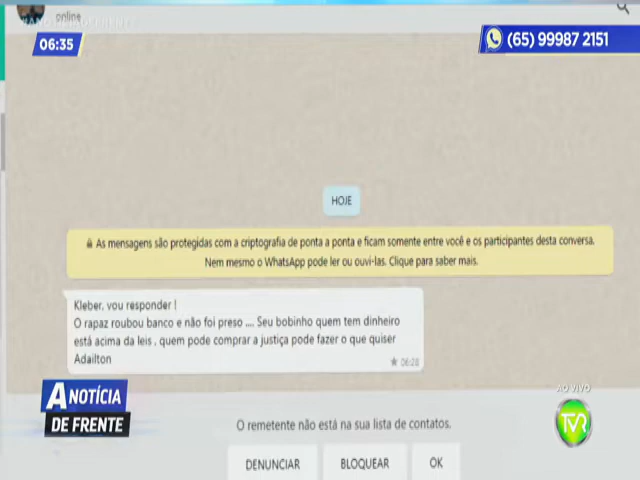 online
06:35
(65) 99987 2151
HOJE
As mensagens são protegidas com a criptografia de ponta a ponta e ficam somente entre você e os participantes desta conversa.
Nem mesmo o WhatsApp pode ler ou ouvi-las. Clique para saber mais.
Kleber, vou responder !
O rapaz roubou banco e não foi preso .... Seu bobinho quem tem dinheiro
está acima da leis , quem pode comprar a justiça pode fazer o que quiser
Adailton
★ 06:28
A NOTÍCIA
DE FRENTE
AO VIVO
TVR
O remetente não está na sua lista de contatos.
DENUNCIAR
BLOQUEAR
OK